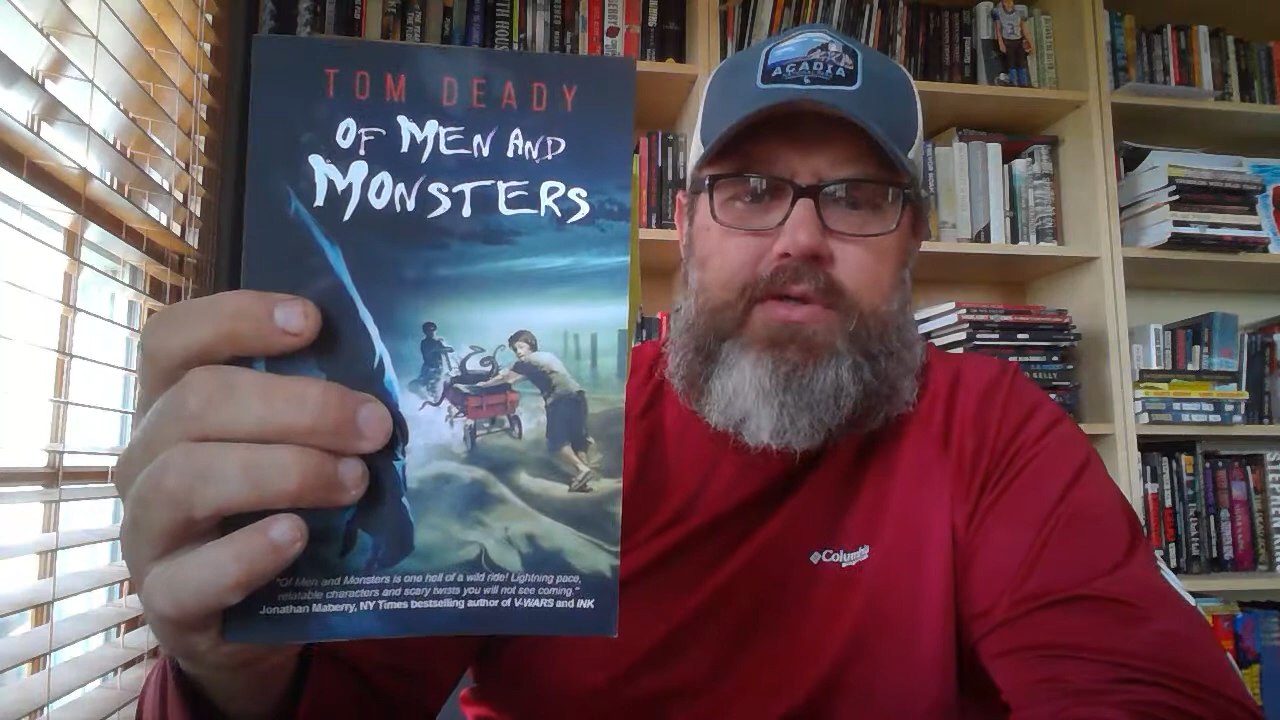 TOM DEADY
OF MEN AND
MONSTERS
"Of Men and Monsters is one hell of a wild ride! Lightning pace,
relatable characters and scary twists you will not see coming."
Jonathan Maberry, NY Times bestselling author of V-WARS and INK
ACADIA
Columbia
KELLY